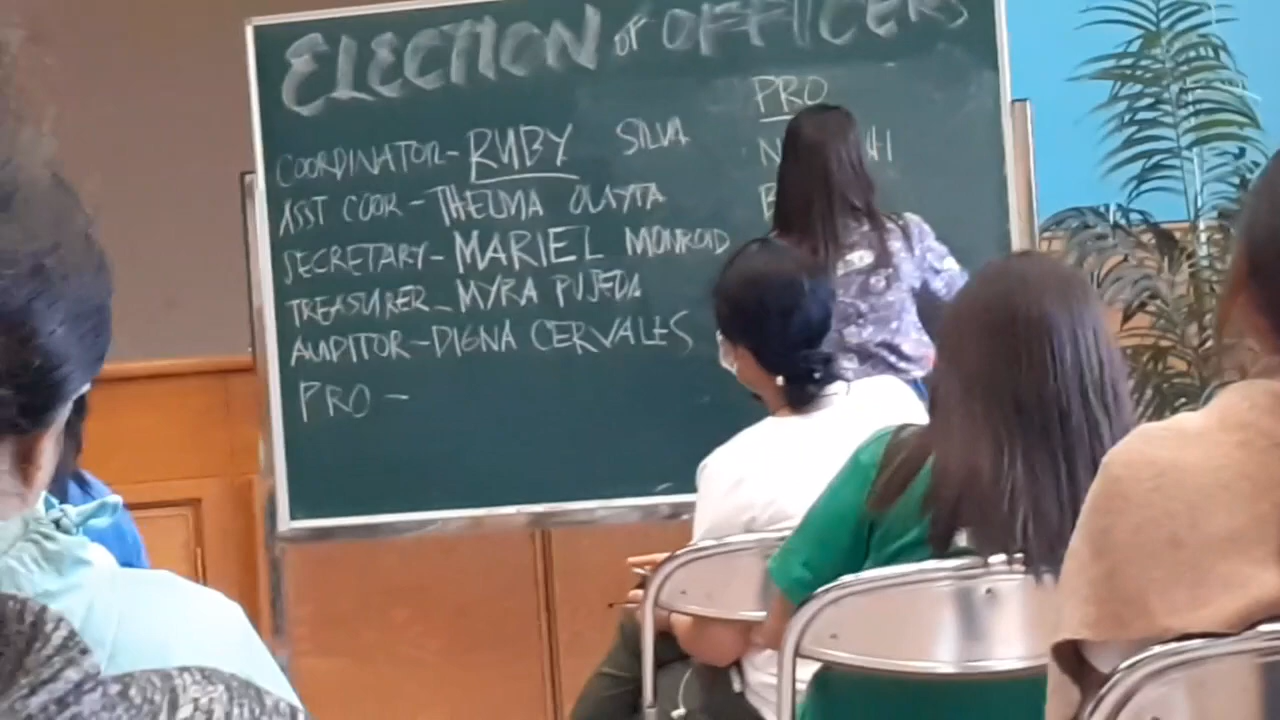 ELECTION OF OFFICERS
COORDINATOR- RUBY SILVA
ASST COOR - THELMA OLAYTA
SECRETARY- MARIEL MONROID
TREASURER - MYRA PUJEDA
AUDITOR-DIGNA CERVALES
PRO -
PRO